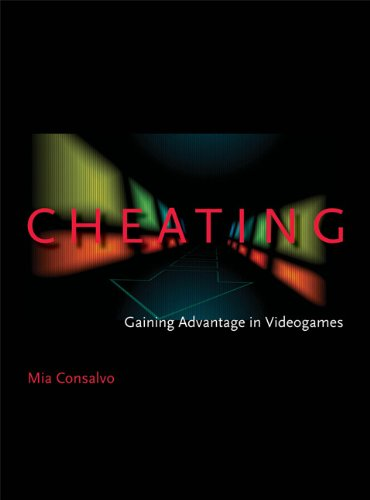 CHEATING
Gaining Advantage in Videogames
Mia Consalvo